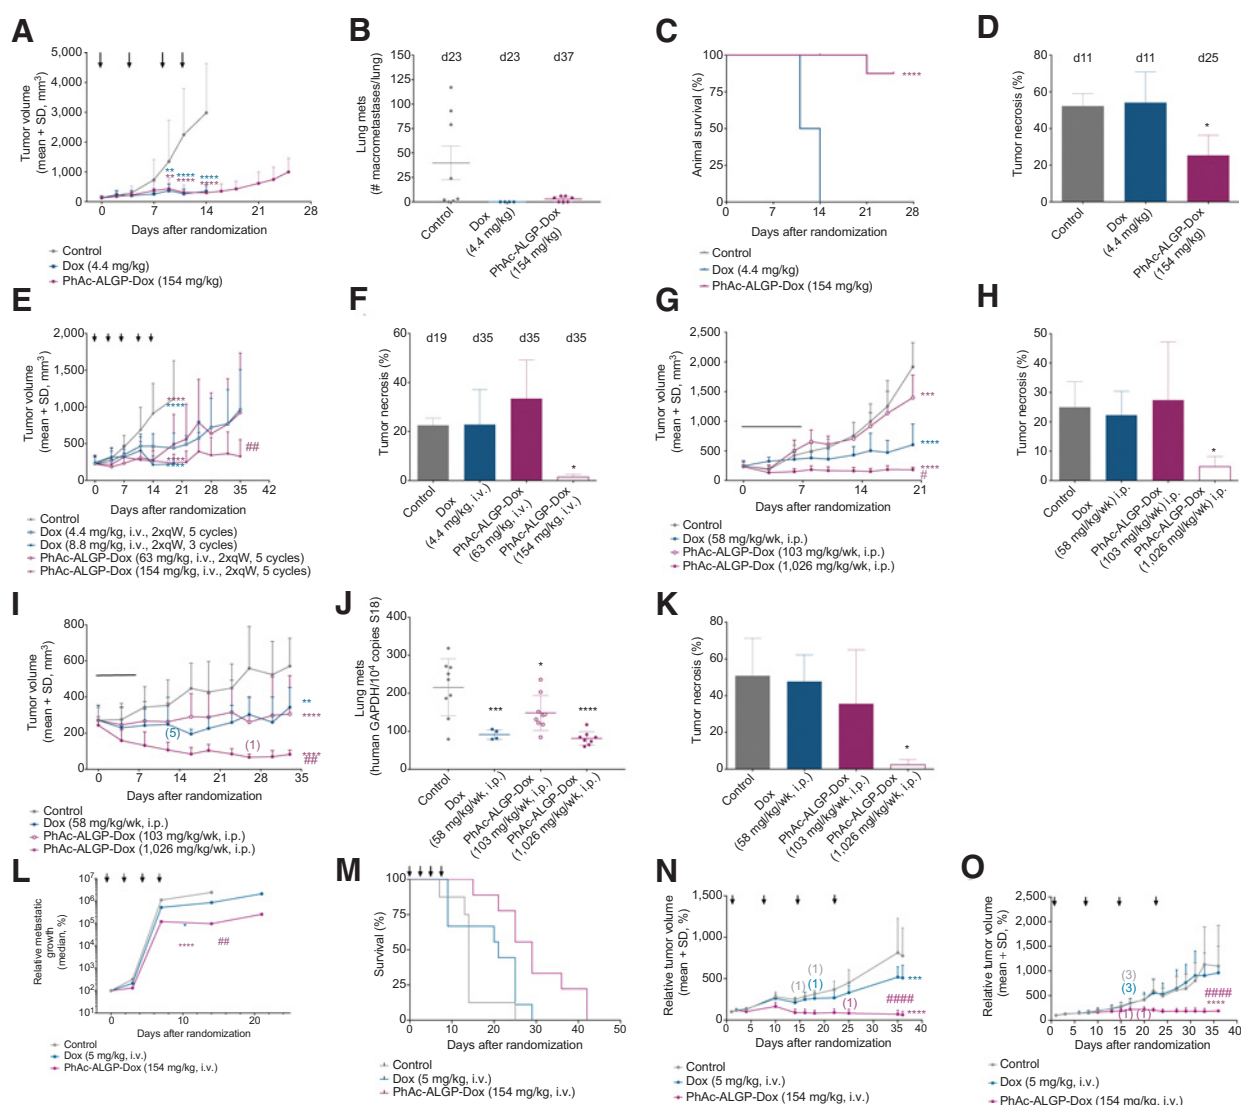 A
Tumor volume
(mean + SD, mm³)
5,000
4,000
3,000
2,000
1,000
0
** **** ****
** **** ****
0 7 14 21 28
Days after randomization
Control
Dox (4.4 mg/kg)
PhAc-ALGP-Dox (154 mg/kg)
B
Lung mets
(# macrometastases/lung)
150
125
100
75
50
25
0
d23 d23 d37
Control
Dox
(4.4 mg/kg)
PhAc-ALGP-Dox
(154 mg/kg)
C
Animal survival (%)
100
75
50
25
0
****
0 7 14 21 28
Days after randomization
Control
Dox (4.4 mg/kg)
PhAc-ALGP-Dox (154 mg/kg)
D
Tumor necrosis (%)
80
60
40
20
0
d11 d11 d25
*
Control
Dox
(4.4 mg/kg)
PhAc-ALGP-Dox
(154 mg/kg)
E
Tumor volume
(mean + SD, mm³)
2,000
1,500
1,000
500
0
****
****
****
****
##
0 7 14 21 28 35 42
Days after randomization
Control
Dox (4.4 mg/kg, i.v., 2xqW, 5 cycles)
Dox (8.8 mg/kg, i.v., 2xqW, 3 cycles)
PhAc-ALGP-Dox (63 mg/kg, i.v., 2xqW, 5 cycles)
PhAc-ALGP-Dox (154 mg/kg, i.v., 2xqW, 5 cycles)
F
Tumor necrosis (%)
60
40
20
0
d19 d35 d35 d35
*
Control
Dox
(4.4 mg/kg, i.v.)
PhAc-ALGP-Dox
(63 mg/kg, i.v.)
PhAc-ALGP-Dox
(154 mg/kg, i.v.)
G
Tumor volume
(mean + SD, mm³)
2,500
2,000
1,500
1,000
500
0
***
****
****
#
0 7 14 21
Days after randomization
Control
Dox (58 mg/kg/wk, i.p.)
PhAc-ALGP-Dox (103 mg/kg/wk, i.p.)
PhAc-ALGP-Dox (1,026 mg/kg/wk, i.p.)
H
Tumor necrosis (%)
50
40
30
20
10
0
*
Control
Dox
(58 mg/kg/wk) i.p.
PhAc-ALGP-Dox
(103 mg/kg/wk) i.p.
PhAc-ALGP-Dox
(1,026 mg/kg/wk) i.p.
I
Tumor volume
(mean + SD, mm³)
800
600
400
200
0
(5)
(1)
**
****
****
##
0 7 14 21 28 35
Days after randomization
Control
Dox (58 mg/kg/wk, i.p.)
PhAc-ALGP-Dox (103 mg/kg/wk, i.p.)
PhAc-ALGP-Dox (1,026 mg/kg/wk, i.p.)
J
Lung mets
(human GAPDH/10⁴ copies S18)
400
300
200
100
0
***
*
****
Control
Dox
(58 mg/kg/wk, i.p.)
PhAc-ALGP-Dox
(103 mg/kg/wk, i.p.)
PhAc-ALGP-Dox
(1,026 mg/kg/wk, i.p.)
K
Tumor necrosis (%)
80
60
40
20
0
*
Control
Dox
(58 mg/kg/wk, i.p.)
PhAc-ALGP-Dox
(103 mg/kg/wk, i.p.)
PhAc-ALGP-Dox
(1,026 mg/kg/wk, i.p.)
L
Relative metastatic
growth
(median, %)
10⁷
10⁶
10⁵
10⁴
10³
10²
10¹
*
****
##
0 10 20
Days after randomization
Control
Dox (5 mg/kg, i.v.)
PhAc-ALGP-Dox (154 mg/kg, i.v.)
M
Survival (%)
100
75
50
25
0
0 10 20 30 40 50
Days after randomization
Control
Dox (5 mg/kg, i.v.)
PhAc-ALGP-Dox (154 mg/kg, i.v.)
N
Relative tumor volume
(mean + SD, %)
1,500
1,000
500
0
(1)
(1)
(1)
(1)
***
####
****
0 5 10 15 20 25 30 35 40
Days after randomization
Control
Dox (5 mg/kg, i.v.)
PhAc-ALGP-Dox (154 mg/kg, i.v.)
O
Relative tumor volume
(mean + SD, %)
2,500
2,000
1,500
1,000
500
0
(3)
(3)
(1) (1)
####
****
0 5 10 15 20 25 30 35 40
Days after randomization
Control
Dox (5 mg/kg, i.v.)
PhAc-ALGP-Dox (154 mg/kg, i.v.)